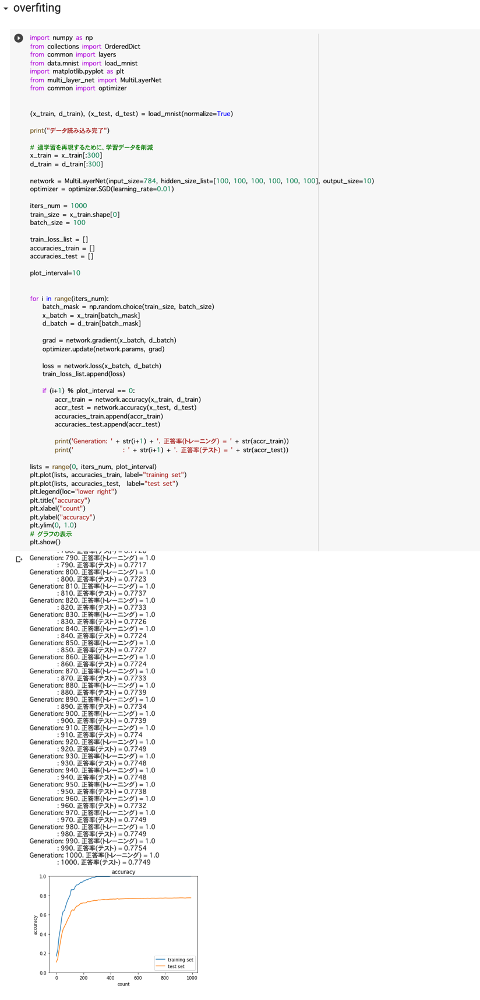 overfiting
import numpy as np
from collections import OrderedDict
from common import layers
from data.mnist import load_mnist
import matplotlib.pyplot as plt
from multi_layer_net import MultiLayerNet
from common import optimizer
(x_train, d_train), (x_test, d_test) = load_mnist(normalize=True)
print("データ読み込み完了")
# 過学習を再現するために、学習データを削減
x_train = x_train[:300]
d_train = d_train[:300]
network = MultiLayerNet(input_size=784, hidden_size_list=[100, 100, 100, 100, 100, 100], output_size=10)
optimizer = optimizer.SGD(learning_rate=0.01)
iters_num = 1000
train_size = x_train.shape[0]
batch_size = 100
train_loss_list = []
accuracies_train = []
accuracies_test = []
plot_interval=10
for i in range(iters_num):
batch_mask = np.random.choice(train_size, batch_size)
x_batch = x_train[batch_mask]
d_batch = d_train[batch_mask]
grad = network.gradient(x_batch, d_batch)
optimizer.update(network.params, grad)
loss = network.loss(x_batch, d_batch)
train_loss_list.append(loss)
if (i+1) % plot_interval == 0:
accr_train = network.accuracy(x_train, d_train)
accr_test = network.accuracy(x_test, d_test)
accuracies_train.append(accr_train)
accuracies_test.append(accr_test)
print('Generation: ' + str(i+1) + '. 正答率(トレーニング) = ' + str(accr_train))
print(' : ' + str(i+1) + '. 正答率(テスト) = ' + str(accr_test))
lists = range(0, iters_num, plot_interval)
plt.plot(lists, accuracies_train, label="training set")
plt.plot(lists, accuracies_test, label="test set")
plt.legend(loc="lower right")
plt.title("accuracy")
plt.xlabel("count")
plt.ylabel("accuracy")
plt.ylim(0, 1.0)
# グラフの表示
plt.show()
Generation: 790. 正答率(トレーニング) = 1.0
: 790. 正答率(テスト) = 0.7717
Generation: 800. 正答率(トレーニング) = 1.0
: 800. 正答率(テスト) = 0.7723
Generation: 810. 正答率(トレーニング) = 1.0
: 810. 正答率(テスト) = 0.7737
Generation: 820. 正答率(トレーニング) = 1.0
: 820. 正答率(テスト) = 0.7733
Generation: 830. 正答率(トレーニング) = 1.0
: 830. 正答率(テスト) = 0.7726
Generation: 840. 正答率(トレーニング) = 1.0
: 840. 正答率(テスト) = 0.7724
Generation: 850. 正答率(トレーニング) = 1.0
: 850. 正答率(テスト) = 0.7727
Generation: 860. 正答率(トレーニング) = 1.0
: 860. 正答率(テスト) = 0.7724
Generation: 870. 正答率(トレーニング) = 1.0
: 870. 正答率(テスト) = 0.7733
Generation: 880. 正答率(トレーニング) = 1.0
: 880. 正答率(テスト) = 0.7739
Generation: 890. 正答率(トレーニング) = 1.0
: 890. 正答率(テスト) = 0.7734
Generation: 900. 正答率(トレーニング) = 1.0
: 900. 正答率(テスト) = 0.7739
Generation: 910. 正答率(トレーニング) = 1.0
: 910. 正答率(テスト) = 0.774
Generation: 920. 正答率(トレーニング) = 1.0
: 920. 正答率(テスト) = 0.7749
Generation: 930. 正答率(トレーニング) = 1.0
: 930. 正答率(テスト) = 0.7748
Generation: 940. 正答率(トレーニング) = 1.0
: 940. 正答率(テスト) = 0.7748
Generation: 950. 正答率(トレーニング) = 1.0
: 950. 正答率(テスト) = 0.7738
Generation: 960. 正答率(トレーニング) = 1.0
: 960. 正答率(テスト) = 0.7732
Generation: 970. 正答率(トレーニング) = 1.0
: 970. 正答率(テスト) = 0.7749
Generation: 980. 正答率(トレーニング) = 1.0
: 980. 正答率(テスト) = 0.7749
Generation: 990. 正答率(トレーニング) = 1.0
: 990. 正答率(テスト) = 0.7754
Generation: 1000. 正答率(トレーニング) = 1.0
: 1000. 正答率(テスト) = 0.7749
accuracy
1.0
0.8
0.6
0.4
0.2
0.0
accuracy
training set
test set
0 200 400 600 800 1000
count